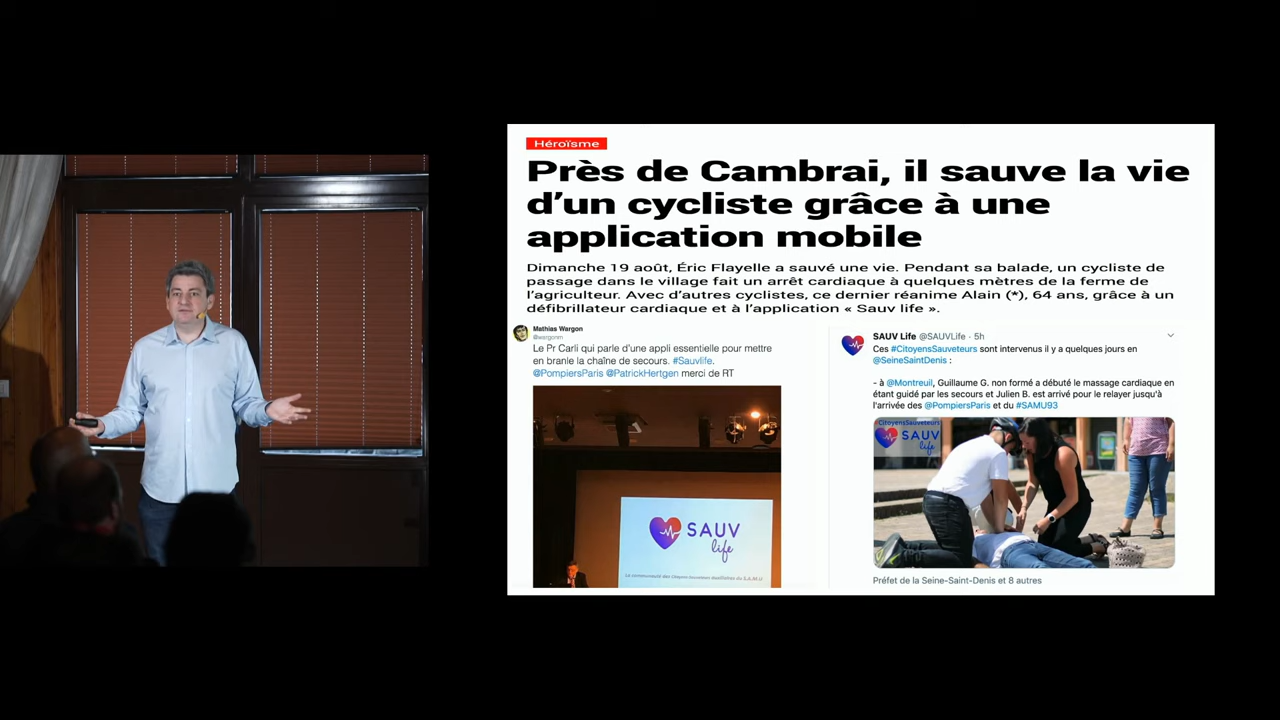 Héroïsme
Près de Cambrai, il sauve la vie
d'un cycliste grâce à une
application mobile
Dimanche 19 août, Éric Flayelle a sauvé une vie. Pendant sa balade, un cycliste de
passage dans le village fait un arrêt cardiaque à quelques mètres de la ferme de
l'agriculteur. Avec d'autres cyclistes, ce dernier réanime Alain (*), 64 ans, grâce à un
défibrillateur cardiaque et à l'application « Sauv life ».
Mathias Wargon
@wargonm
Le Pr Carli qui parle d'une appli essentielle pour mettre
en branle la chaîne de secours. #Sauvlife.
@PompiersParis @PatrickHertgen merci de RT
SAUV
life
SAUV Life @SAUVLife · 5h
Ces #CitoyensSauveteurs sont intervenus il y a quelques jours en
@SeineSaintDenis :
- à @Montreuil, Guillaume G. non formé a débuté le massage cardiaque en
étant guidé par les secours et Julien B. est arrivé pour le relayer jusqu'à
l'arrivée des @PompiersParis et du #SAMU93
CitoyensSauveteurs
SAUV
life
Préfet de la Seine-Saint-Denis et 8 autres